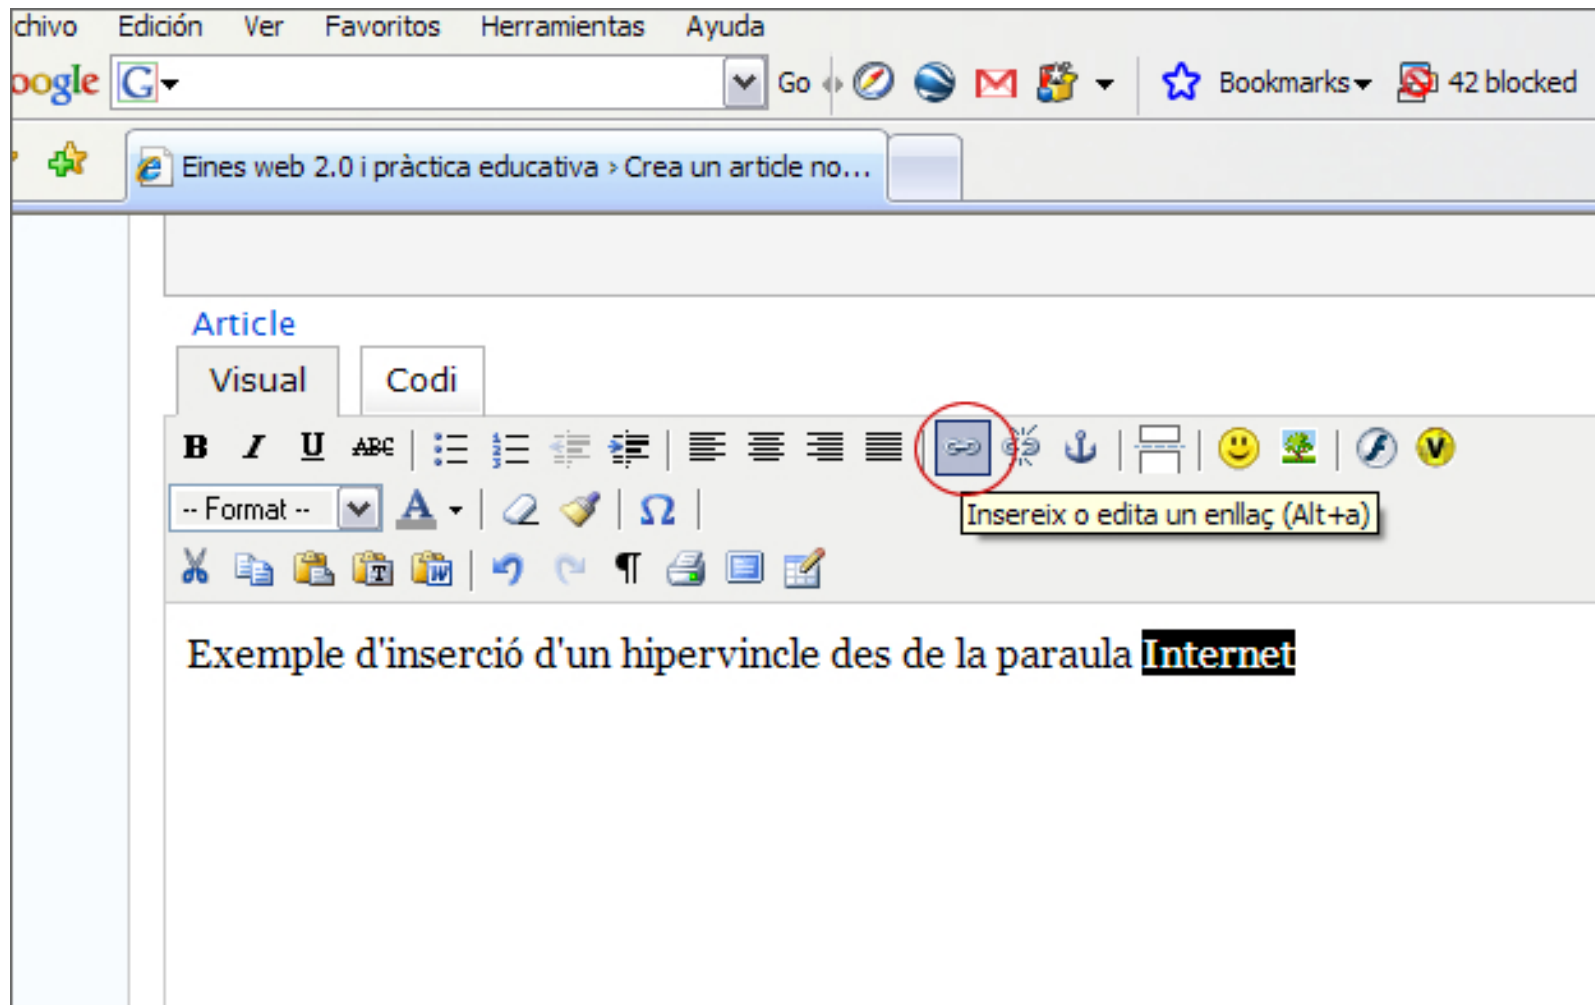 chivo Edición Ver Favoritos Herramientas Ayuda
oogle G Go Bookmarks 42 blocked
Eines web 2.0 i pràctica educativa › Crea un article no...
Article
Visual Codi
B I U ABC
-- Format -- A Ω
Insereix o edita un enllaç (Alt+a)
Exemple d'inserció d'un hipervincle des de la paraula Internet